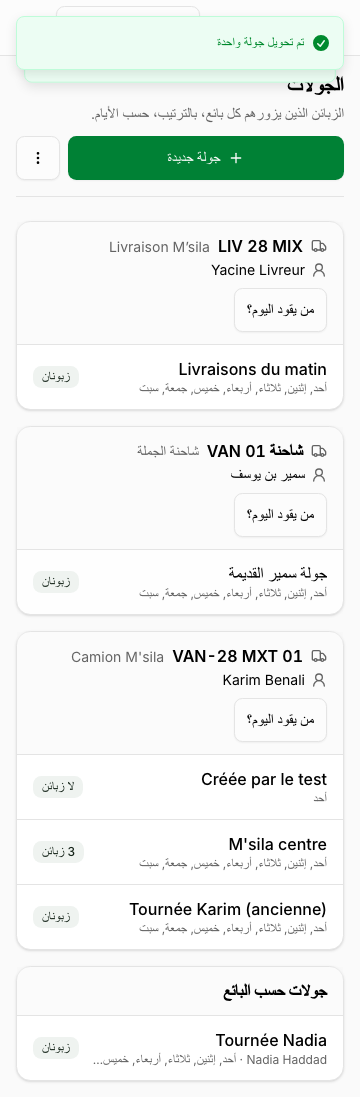 تم تحويل جولة واحدة
الجولات
الزبائن الذين يزورهم كل بائع, بالترتيب، حسب الأيام.
جولة جديدة
LIV 28 MIX Livraison M’sila
Yacine Livreur
من يقود اليوم؟
Livraisons du matin
زبونان
أحد, إثنين, ثلاثاء, أربعاء, خميس, جمعة, سبت
شاحنة VAN 01 شاحنة الجملة
سمير بن يوسف
من يقود اليوم؟
جولة سمير القديمة
زبونان
أحد, إثنين, ثلاثاء, أربعاء, خميس, جمعة, سبت
VAN-28 MXT 01 Camion M'sila
Karim Benali
من يقود اليوم؟
Créée par le test
لا زبائن
أحد
M'sila centre
3 زبائن
أحد, إثنين, ثلاثاء, أربعاء, خميس, جمعة, سبت
Tournée Karim (ancienne)
زبونان
أحد, إثنين, ثلاثاء, أربعاء, خميس, جمعة, سبت
جولات حسب البائع
Tournée Nadia
زبونان
Nadia Haddad · أحد, إثنين, ثلاثاء, أربعاء, خميس...